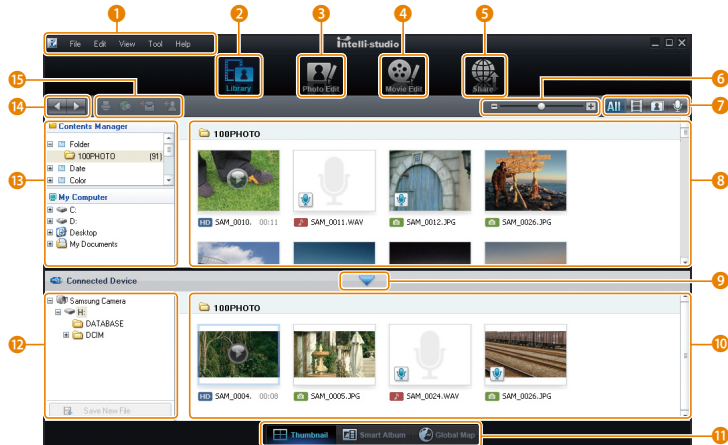 1 2 3 4 5
File Edit View Tool Help
intelli-studio
Library Photo Edit Movie Edit Share
15
6
14
All
7
Contents Manager
100PHOTO
Folder
100PHOTO (91)
Date
Color
13
8
SAM_0010. 00:11
HD
SAM_0011.WAV
SAM_0012.JPG
SAM_0026.JPG
My Computer
C:
D:
Desktop
My Documents
Connected Device
9
Samsung Camera
H:
DATABASE
DCIM
12
100PHOTO
10
HD SAM_0004. 00:08
SAM_0005.JPG
SAM_0024.WAV
SAM_0026.JPG
Save New File
Thumbnail Smart Album Global Map
11